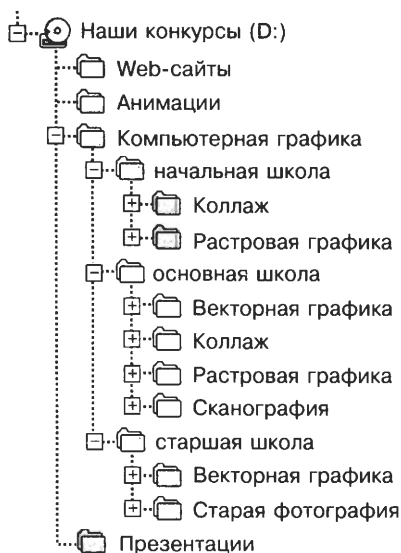 Наши конкурсы (D:)
Web-сайты
Анимации
Компьютерная графика
начальная школа
Коллаж
Растровая графика
основная школа
Векторная графика
Коллаж
Растровая графика
Сканография
старшая школа
Векторная графика
Старая фотография
Презентации